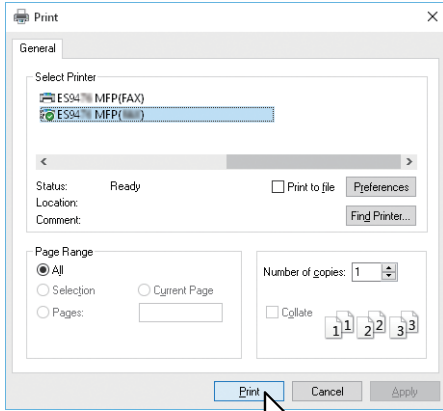 Print
General
Select Printer
ES94 MFP(FAX)
ES94 MFP( )
Status: Ready
Print to file
Preferences
Location:
Comment:
Find Printer...
Page Range
All
Selection
Current Page
Pages:
Number of copies: 1
Collate
1 1 2 2 3 3
Print
Cancel
Apply